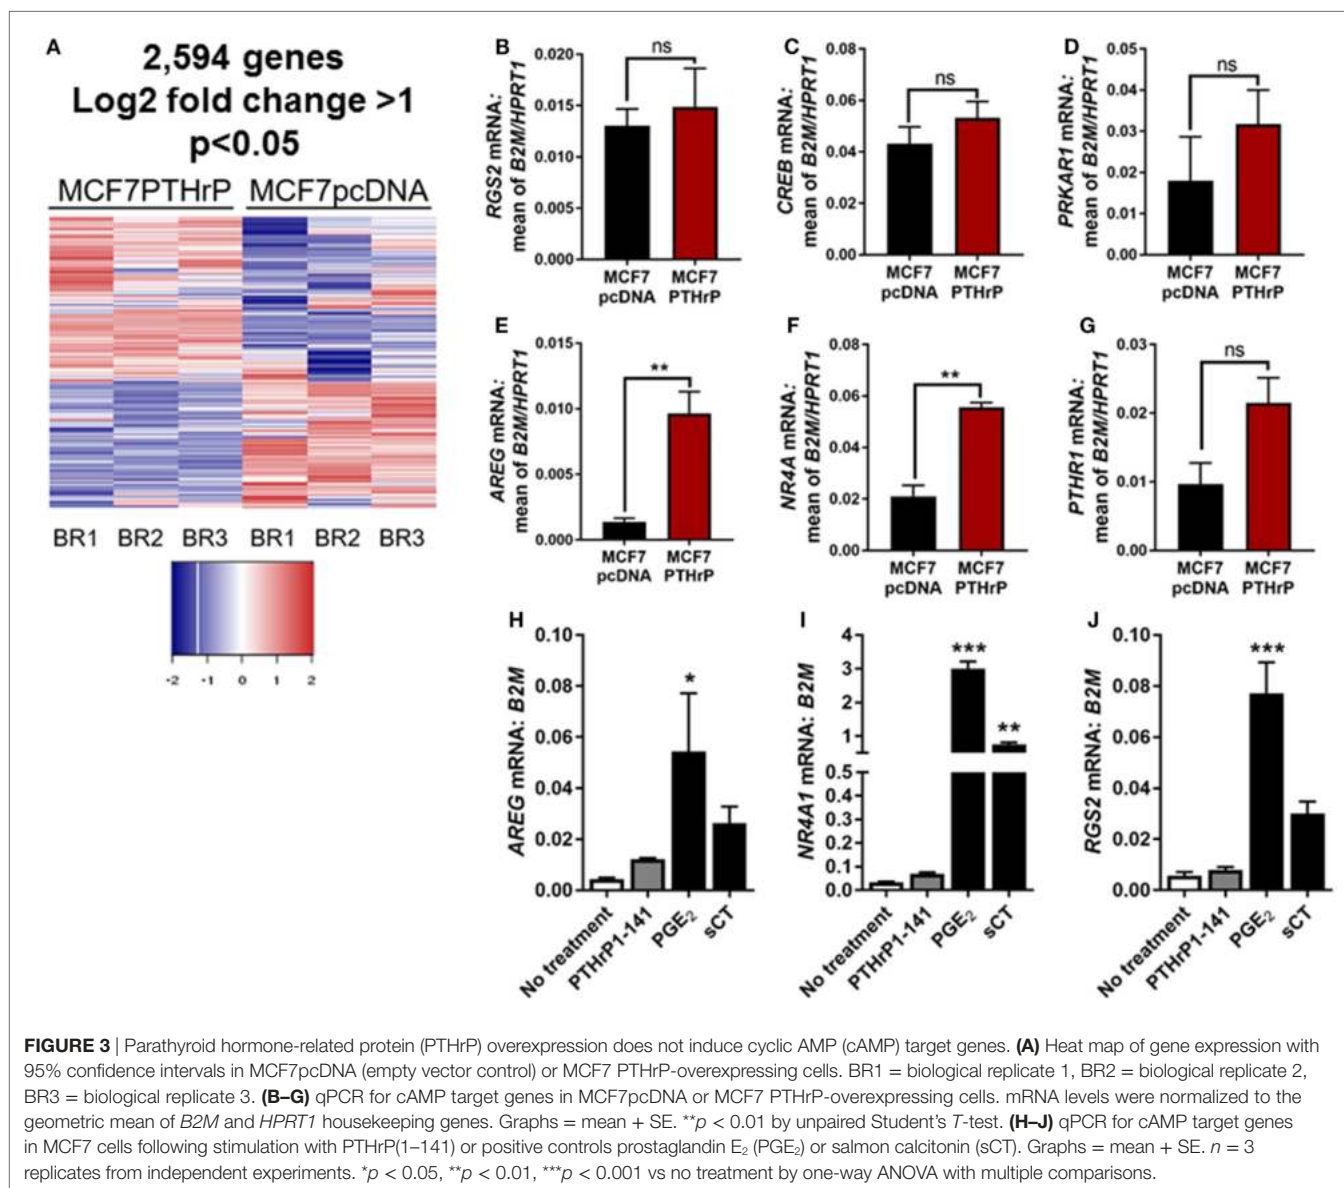 A
2,594 genes
Log2 fold change >1
p<0.05
MCF7PTHrP MCF7pcDNA
BR1 BR2 BR3 BR1 BR2 BR3
-2 -1 0 1 2
B
RGS2 mRNA:
mean of B2M/HPRT1
0.020
0.015
0.010
0.005
0.000
ns
MCF7 MCF7
pcDNA PTHrP
C
CREB mRNA:
mean of B2M/HPRT1
0.08
0.06
0.04
0.02
0.00
ns
MCF7 MCF7
pcDNA PTHrP
D
PRKAR1 mRNA:
mean of B2M/HPRT1
0.05
0.04
0.03
0.02
0.01
0.00
ns
MCF7 MCF7
pcDNA PTHrP
E
AREG mRNA:
mean of B2M/HPRT1
0.015
0.010
0.005
0.000
**
MCF7 MCF7
pcDNA PTHrP
F
NR4A mRNA:
mean of B2M/HPRT1
0.08
0.06
0.04
0.02
0.00
**
MCF7 MCF7
pcDNA PTHrP
G
PTHR1 mRNA:
mean of B2M/HPRT1
0.03
0.02
0.01
0.00
ns
MCF7 MCF7
pcDNA PTHrP
H
AREG mRNA: B2M
0.10
0.08
0.06
0.04
0.02
0.00
*
No treatment
PTHrP1-141
PGE₂
sCT
I
NR4A1 mRNA: B2M
4
3
2
1
0.5
0.4
0.3
0.2
0.1
0.0
***
**
No treatment
PTHrP1-141
PGE₂
sCT
J
RGS2 mRNA: B2M
0.10
0.08
0.06
0.04
0.02
0.00
***
No treatment
PTHrP1-141
PGE₂
sCT
FIGURE 3 | Parathyroid hormone-related protein (PTHrP) overexpression does not induce cyclic AMP (cAMP) target genes. (A) Heat map of gene expression with
95% confidence intervals in MCF7pcDNA (empty vector control) or MCF7 PTHrP-overexpressing cells. BR1 = biological replicate 1, BR2 = biological replicate 2,
BR3 = biological replicate 3. (B–G) qPCR for cAMP target genes in MCF7pcDNA or MCF7 PTHrP-overexpressing cells. mRNA levels were normalized to the
geometric mean of B2M and HPRT1 housekeeping genes. Graphs = mean + SE. **p < 0.01 by unpaired Student's T-test. (H–J) qPCR for cAMP target genes
in MCF7 cells following stimulation with PTHrP(1–141) or positive controls prostaglandin E₂ (PGE₂) or salmon calcitonin (sCT). Graphs = mean + SE. n = 3
replicates from independent experiments. *p < 0.05, **p < 0.01, ***p < 0.001 vs no treatment by one-way ANOVA with multiple comparisons.